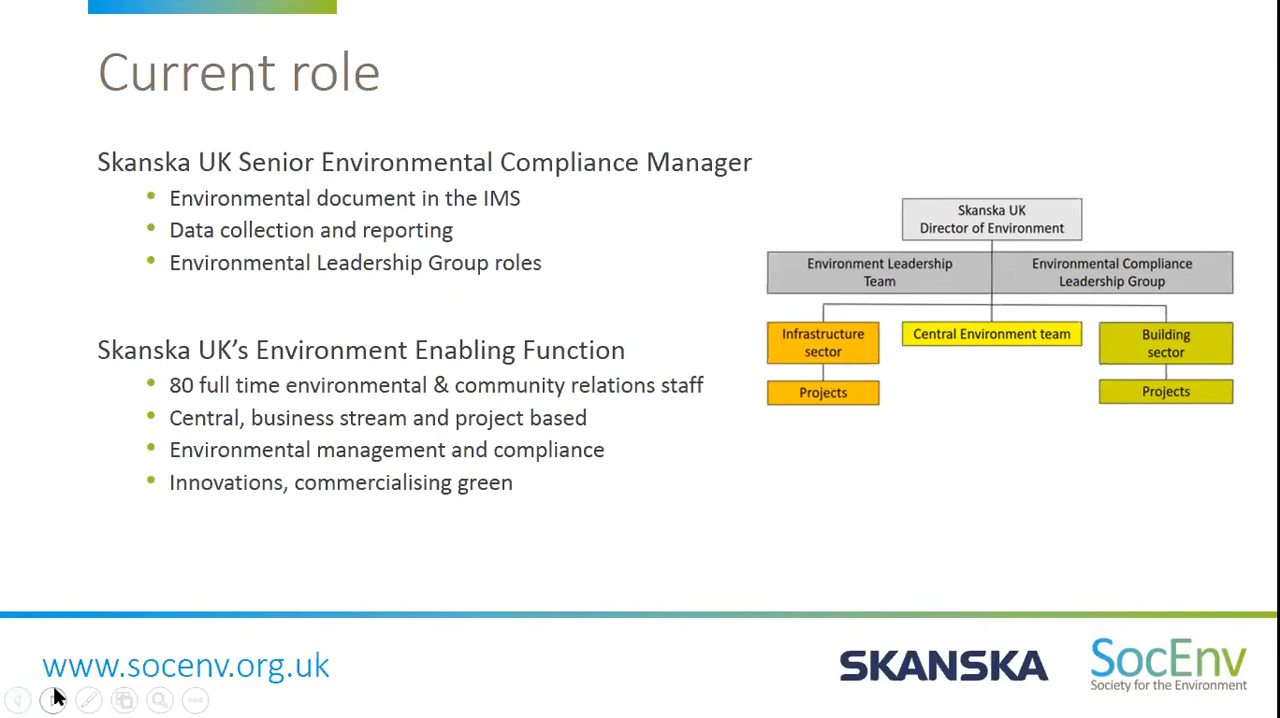 Current role
Skanska UK Senior Environmental Compliance Manager
• Environmental document in the IMS
• Data collection and reporting
• Environmental Leadership Group roles
Skanska UK's Environment Enabling Function
• 80 full time environmental & community relations staff
• Central, business stream and project based
• Environmental management and compliance
• Innovations, commercialising green
Skanska UK
Director of Environment
Environment Leadership
Team
Environmental Compliance
Leadership Group
Infrastructure
sector
Central Environment team
Building
sector
Projects
Projects
www.socenv.org.uk
SKANSKA
SocEnv
Society for the Environment